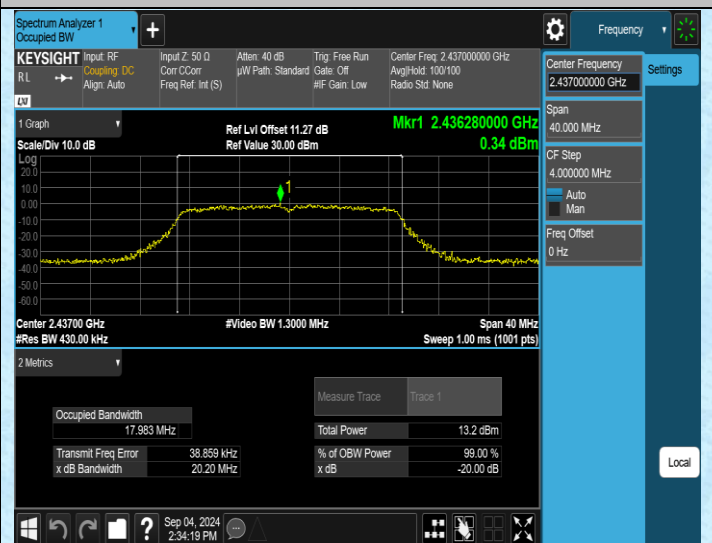 Spectrum Analyzer 1
Occupied BW
+
Frequency
KEYSIGHT
RL
LXI
Input: RF
Coupling: DC
Align: Auto
Input Z: 50 Ω
Corr CCorr
Freq Ref: Int (S)
Atten: 40 dB
µW Path: Standard
Trig: Free Run
Gate: Off
#IF Gain: Low
Center Freq: 2.437000000 GHz
Avg|Hold: 100/100
Radio Std: None
1 Graph
Scale/Div 10.0 dB
Ref Lvl Offset 11.27 dB
Ref Value 30.00 dBm
Mkr1 2.436280000 GHz
0.34 dBm
Log
20.0
10.0
0.00
-10.0
-20.0
-30.0
-40.0
-50.0
-60.0
1
Center 2.43700 GHz
#Res BW 430.00 kHz
#Video BW 1.3000 MHz
Span 40 MHz
Sweep 1.00 ms (1001 pts)
2 Metrics
Measure Trace Trace 1
Occupied Bandwidth
17.983 MHz
Total Power 13.2 dBm
Transmit Freq Error 38.859 kHz
x dB Bandwidth 20.20 MHz
% of OBW Power 99.00 %
x dB -20.00 dB
Center Frequency
2.437000000 GHz
Span
40.000 MHz
CF Step
4.000000 MHz
Auto
Man
Freq Offset
0 Hz
Settings
Local
?
Sep 04, 2024
2:34:19 PM